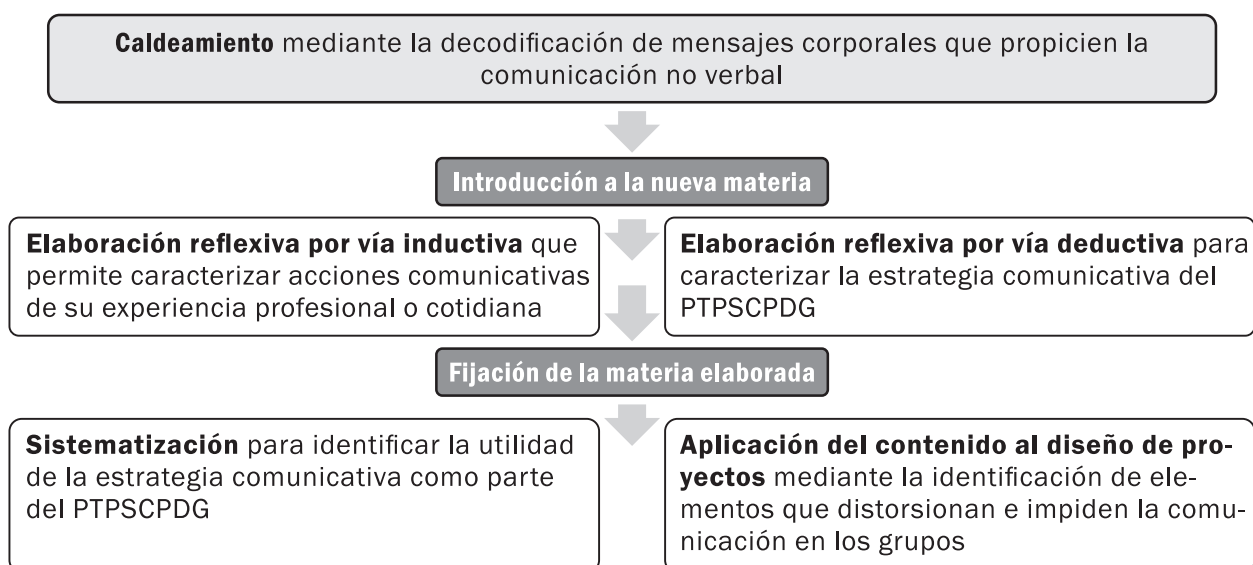 Caldeamiento mediante la decodificación de mensajes corporales que propicien la
comunicación no verbal
Introducción a la nueva materia
Elaboración reflexiva por vía inductiva que
permite caracterizar acciones comunicativas
de su experiencia profesional o cotidiana
Elaboración reflexiva por vía deductiva para
caracterizar la estrategia comunicativa del
PTPSCPDG
Fijación de la materia elaborada
Sistematización para identificar la utilidad
de la estrategia comunicativa como parte
del PTPSCPDG
Aplicación del contenido al diseño de pro-
yectos mediante la identificación de ele-
mentos que distorsionan e impiden la comu-
nicación en los grupos